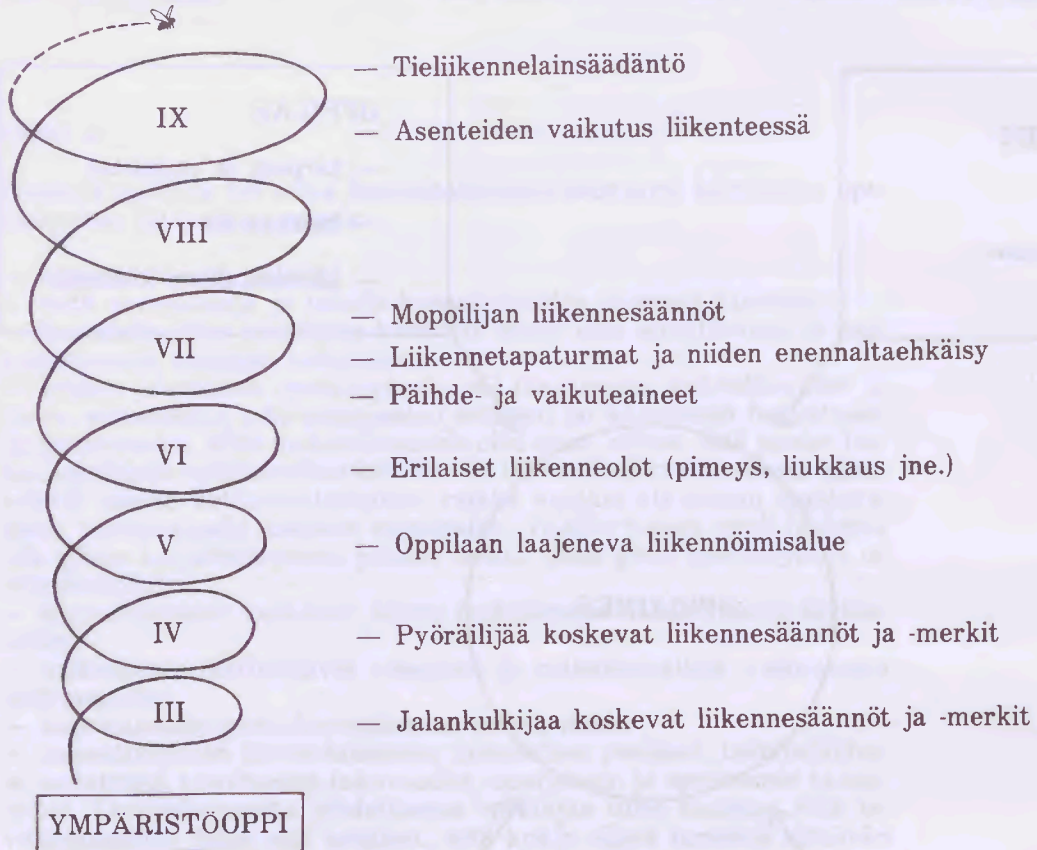 — Tieliikennelainsäädäntö
IX
— Asenteiden vaikutus liikenteessä
VIII
— Mopoilijan liikennesäännöt
VII
— Liikennetapaturmat ja niiden enennaltaehkäisy
— Päihde- ja vaikuteaineet
VI
— Erilaiset liikenneolot (pimeys, liukkaus jne.)
V
— Oppilaan laajeneva liikennöimisalue
IV
— Pyöräilijää koskevat liikennesäännöt ja -merkit
III
— Jalankulkijaa koskevat liikennesäännöt ja -merkit
YMPÄRISTÖOPPI